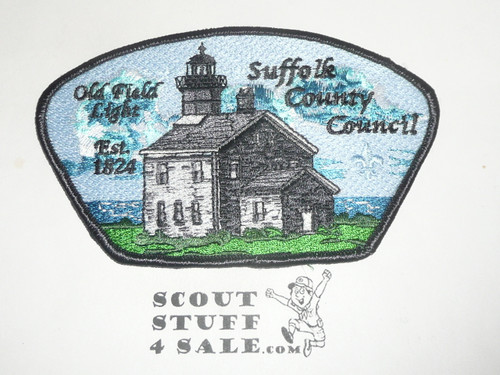 Old Field
Light
Est.
1824
Suffolk
County
Council
SCOUT
STUFF
4 SALE.com